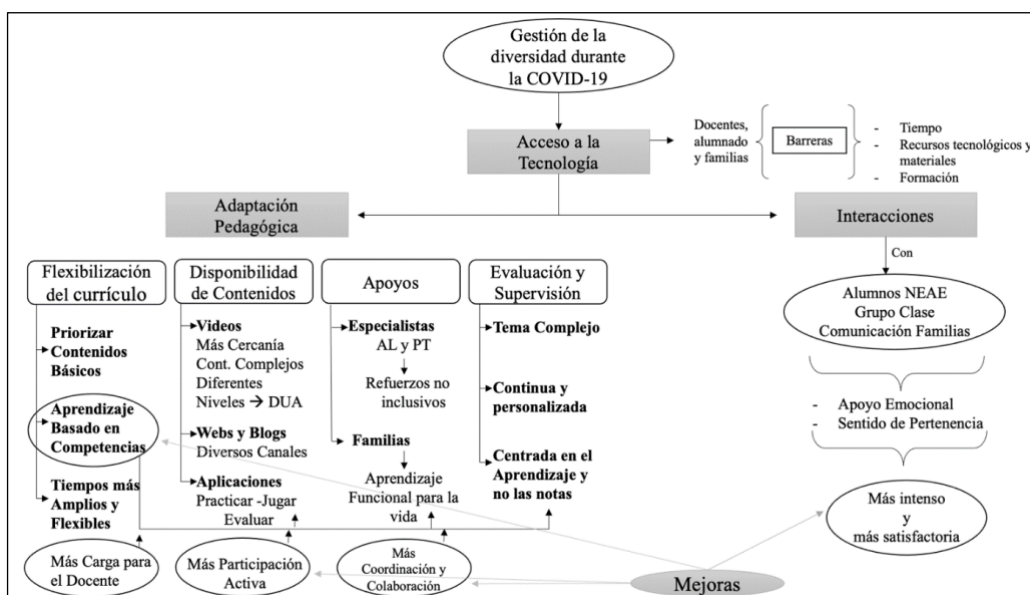 Gestión de la
diversidad durante
la COVID-19
Acceso a la
Tecnología
Docentes,
alumnado
y familias
Barreras
- Tiempo
- Recursos tecnológicos y
materiales
- Formación
Adaptación
Pedagógica
Interacciones
Con
Alumnos NEAE
Grupo Clase
Comunicación Familias
- Apoyo Emocional
- Sentido de Pertenencia
Más intenso
y
más satisfactoria
Flexibilización
del currículo
Priorizar
Contenidos
Básicos
Aprendizaje
Basado en
Competencias
Tiempos más
Amplios y
Flexibles
Más Carga para
el Docente
Disponibilidad
de Contenidos
Videos
Más Cercanía
Cont. Complejos
Diferentes
Niveles → DUA
Webs y Blogs
Diversos Canales
Aplicaciones
Practicar -Jugar
Evaluar
Más Participación
Activa
Apoyos
Especialistas
AL y PT
Refuerzos no
inclusivos
Familias
Aprendizaje
Funcional para la
vida
Más
Coordinación y
Colaboración
Evaluación y
Supervisión
Tema Complejo
Continua y
personalizada
Centrada en el
Aprendizaje y
no las notas
Mejoras